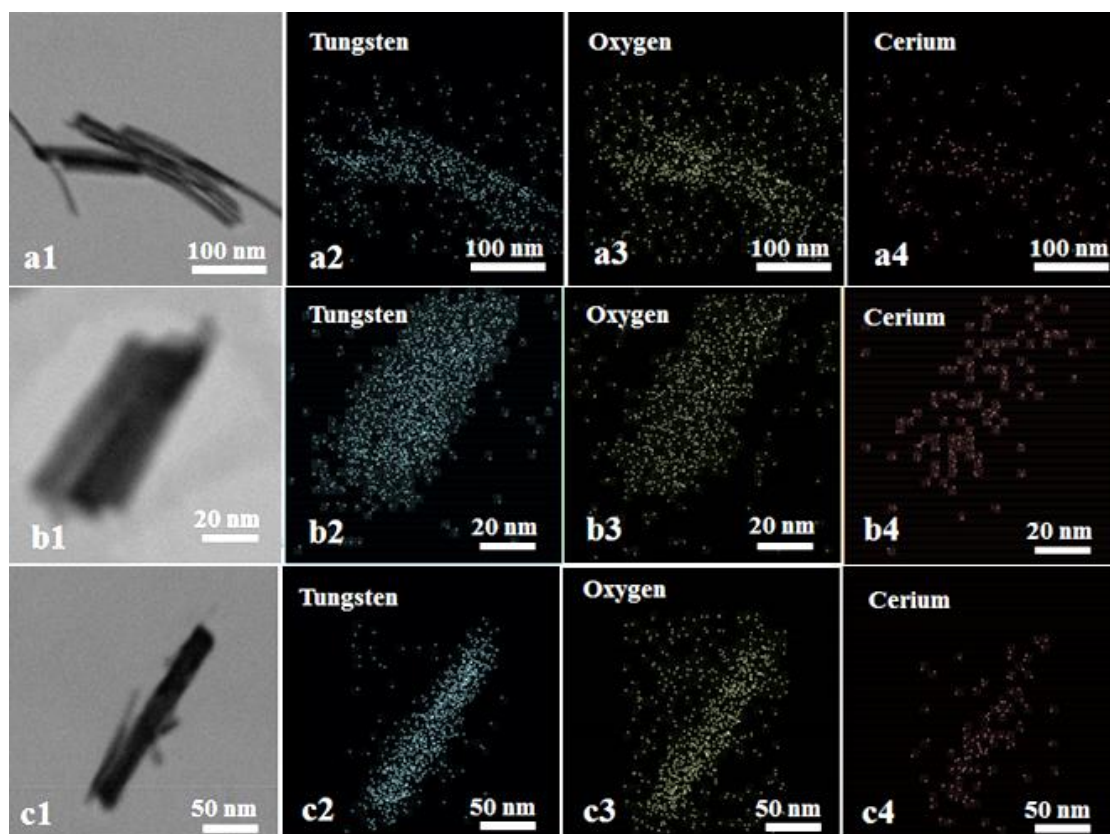 Tungsten
Oxygen
Cerium
100 nm
100 nm
100 nm
100 nm
a1
a2
a3
a4
Tungsten
Oxygen
Cerium
20 nm
20 nm
20 nm
20 nm
b1
b2
b3
b4
Tungsten
Oxygen
Cerium
50 nm
50 nm
50 nm
50 nm
c1
c2
c3
c4